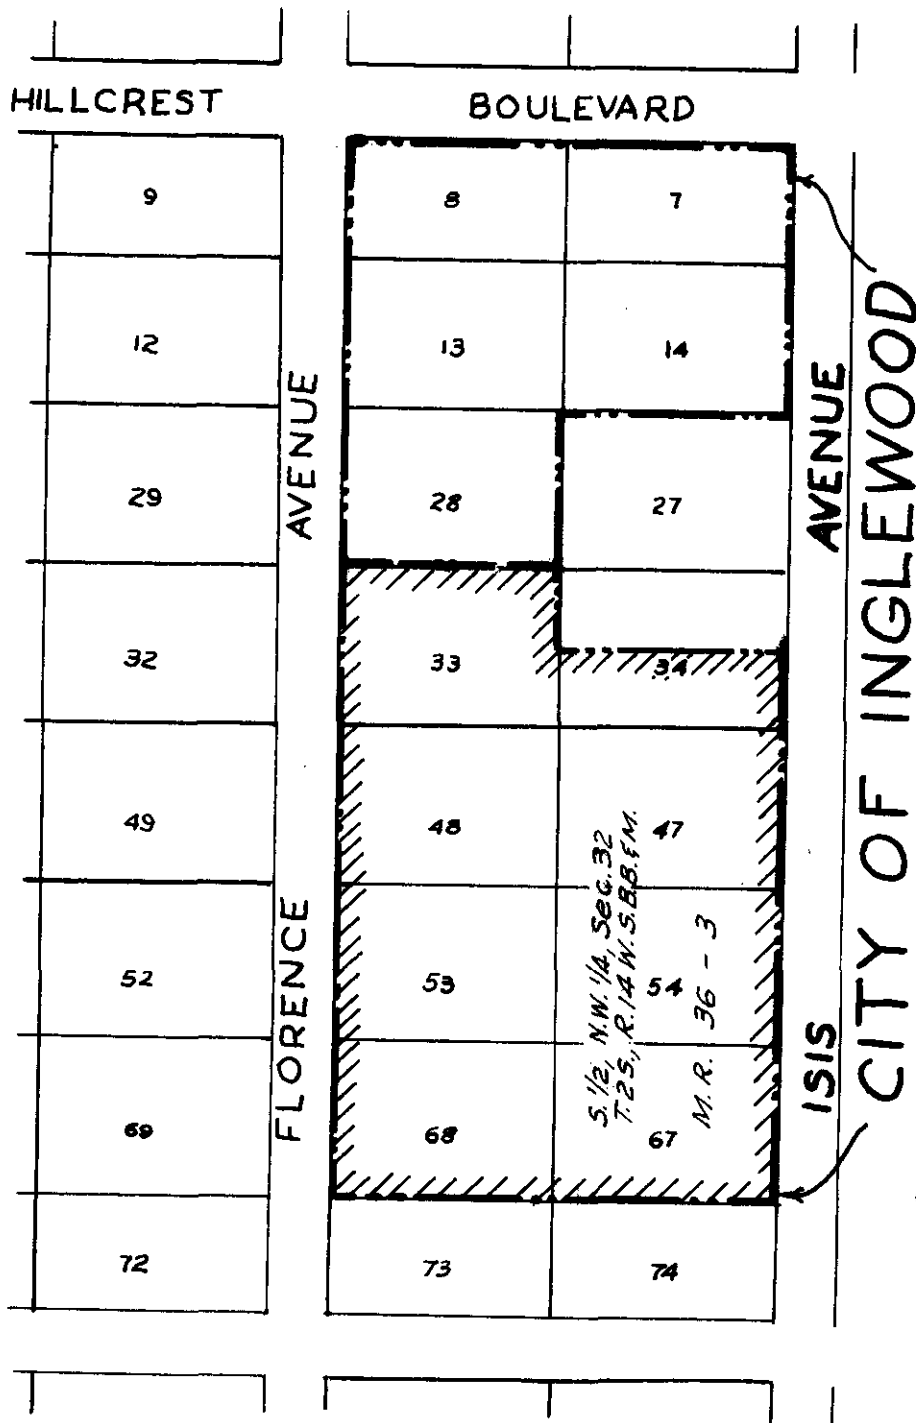 HILLCREST BOULEVARD
9 8 7
12 13 14
29 28 27
32 33 34
49 48 47
52 53 54
69 68 67
72 73 74
FLORENCE AVENUE
ISIS AVENUE
CITY OF INGLEWOOD
S. 1/2, N.W. 1/4, SEC. 32
T. 2 S., R. 14 W. S.B.B. & M.
M. R. 36 - 3